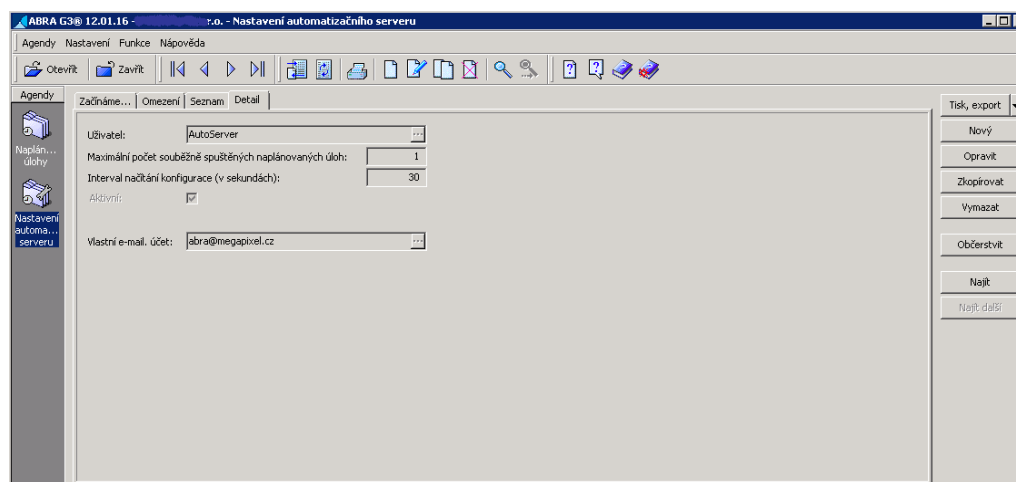 ABRA G3® 12.01.16 - r.o. - Nastavení automatizačního serveru
Agendy Nastavení Funkce Nápověda
Otevřít Zavřít
Agendy
Začínáme... Omezení Seznam Detail
Tisk, export
Naplán...
úlohy
Nastavení
automa...
serveru
Uživatel: AutoServer
Maximální počet souběžně spuštěných naplánovaných úloh: 1
Interval načítání konfigurace (v sekundách): 30
Aktivní:
Vlastní e-mail. účet: abra@megapixel.cz
Nový
Opravit
Zkopírovat
Vymazat
Občerstvit
Najít
Najít další